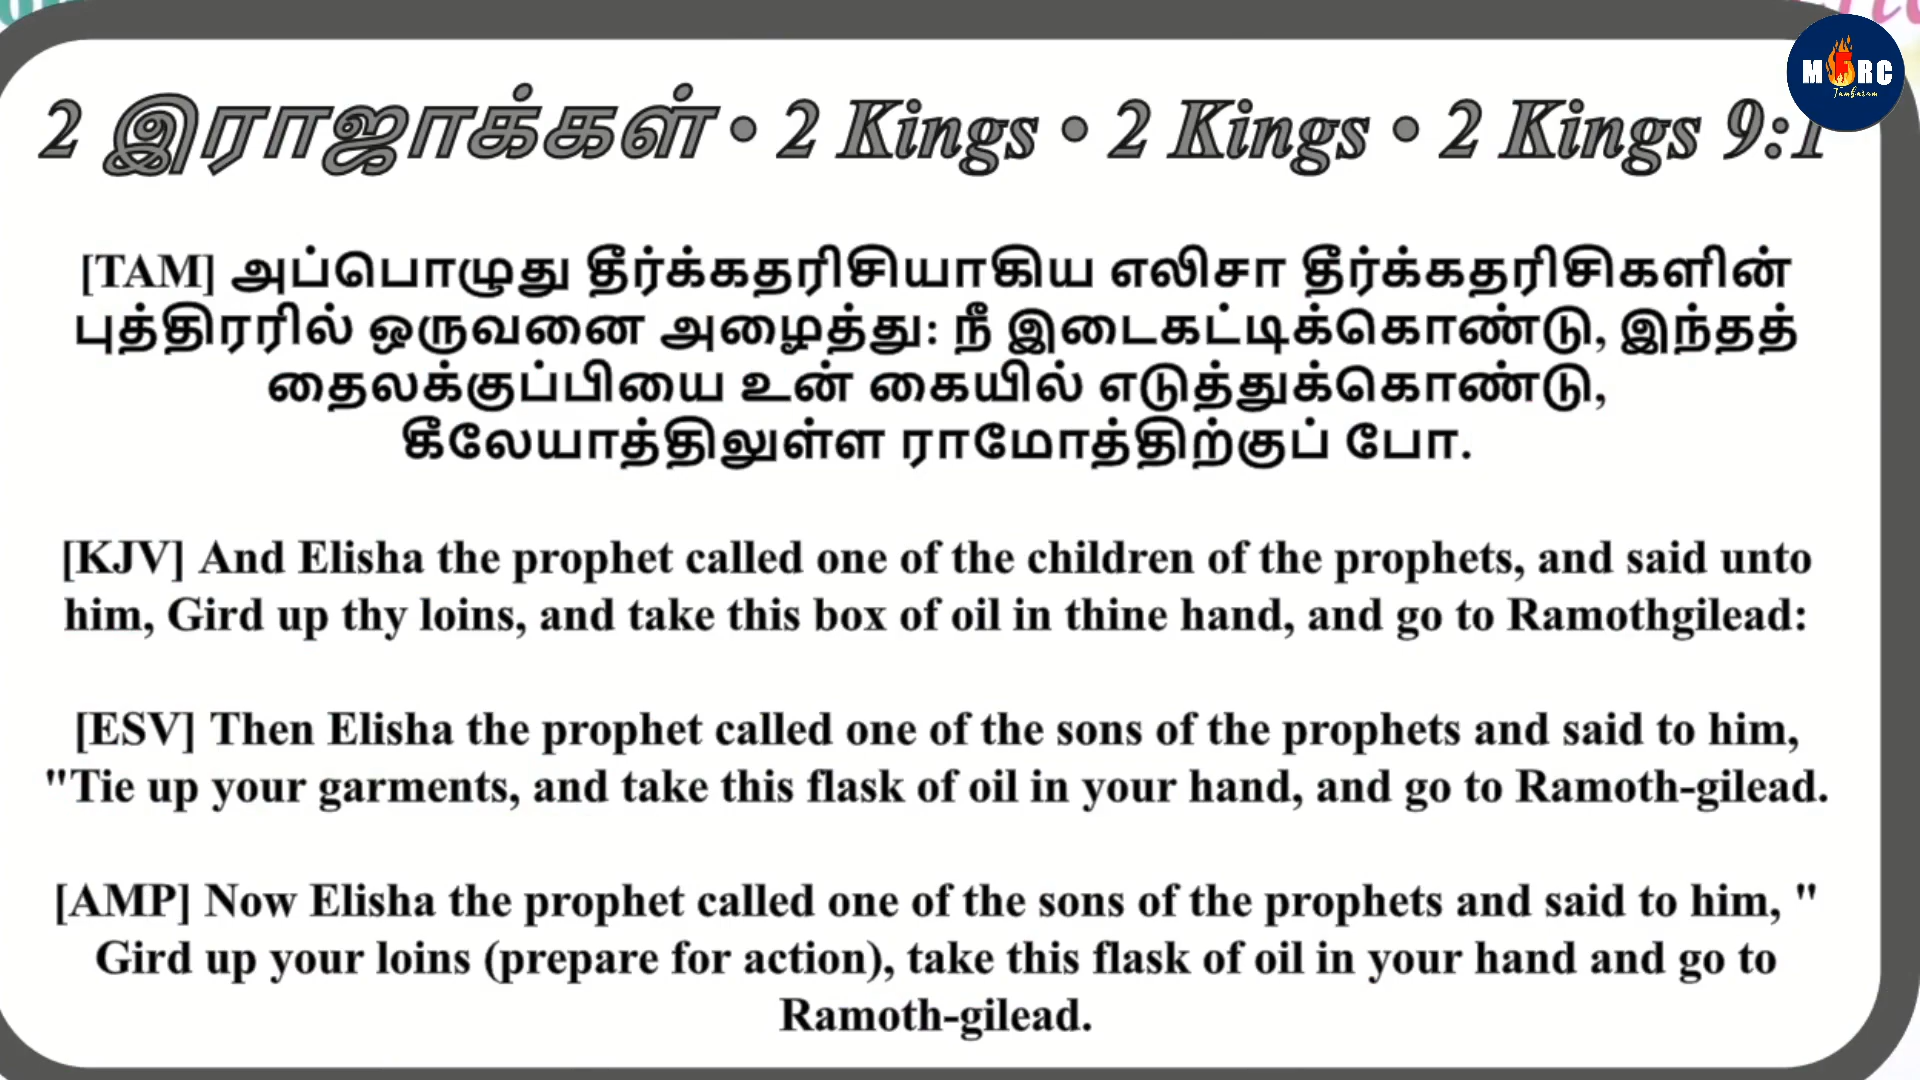 2 இராஜாக்கள் • 2 Kings • 2 Kings • 2 Kings 9:1
[TAM] அப்பொழுது தீர்க்கதரிசியாகிய எலிசா தீர்க்கதரிசிகளின்
புத்திரரில் ஒருவனை அழைத்து: நீ இடைகட்டிக்கொண்டு, இந்தத்
தைலக்குப்பியை உன் கையில் எடுத்துக்கொண்டு,
கீலேயாத்திலுள்ள ராமோத்திற்குப் போ.
[KJV] And Elisha the prophet called one of the children of the prophets, and said unto
him, Gird up thy loins, and take this box of oil in thine hand, and go to Ramothgilead:
[ESV] Then Elisha the prophet called one of the sons of the prophets and said to him,
"Tie up your garments, and take this flask of oil in your hand, and go to Ramoth-gilead.
[AMP] Now Elisha the prophet called one of the sons of the prophets and said to him, "
Gird up your loins (prepare for action), take this flask of oil in your hand and go to
Ramoth-gilead.
MFRC
Tambaram